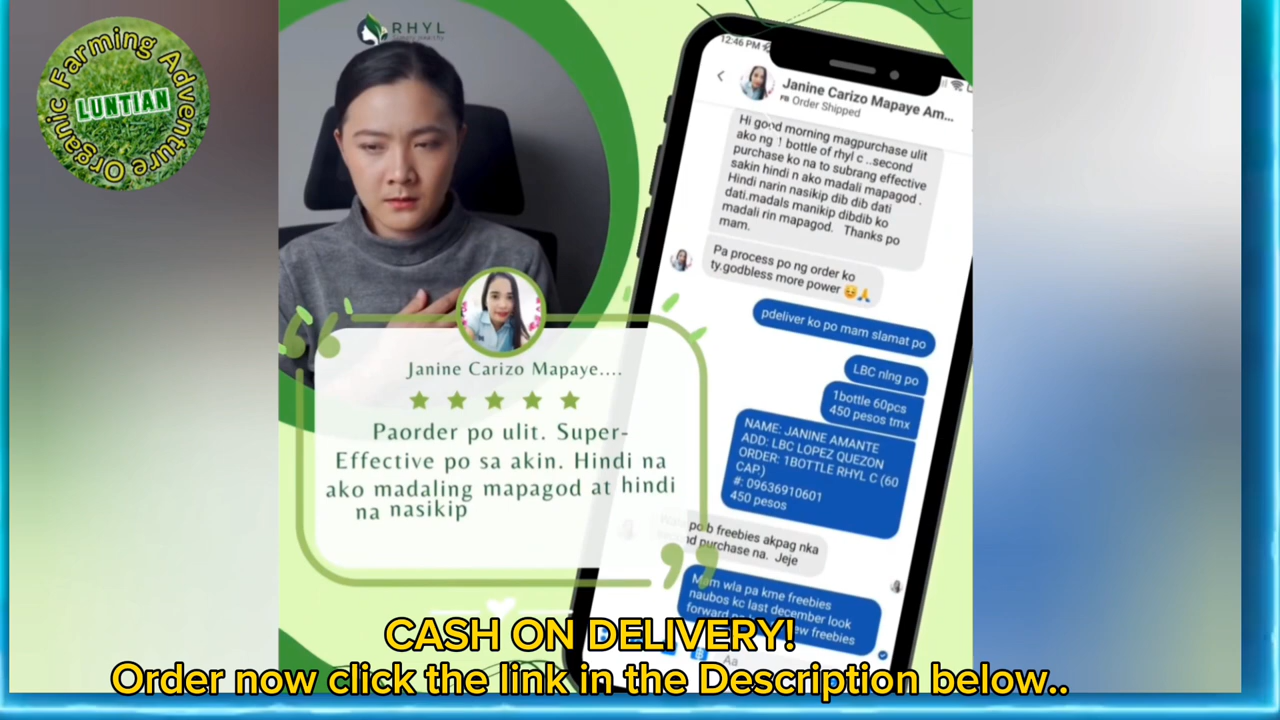 Organic Farming Adventure
LUNTIAN
RHYL
12:46 PM
Janine Carizo Mapaye Am...
Order Shipped
Hi good morning magpurchase ulit
ako ng 1 bottle of rhyl c ..second
purchase ko na to subrang effective
sakin hindi n ako madali mapagod .
Hindi narin nasikip dib dib dati
dati.madals manikip dibdib ko
madali rin mapagod. Thanks po
mam.
Pa process po ng order ko
ty.godbless more power
pdeliver ko po mam slamat po
LBC nlng po
1bottle 60pcs
450 pesos tmx
NAME: JANINE AMANTE
ADD: LBC LOPEZ QUEZON
ORDER: 1BOTTLE RHYL C (60
CAP.)
#: 09636910601
450 pesos
po b freebies akpag nka
purchase na. Jeje
Mam wla pa kme freebies
naubos kc last december look
forward freebies
Aa
Janine Carizo Mapaye....
Paorder po ulit. Super-
Effective po sa akin. Hindi na
ako madaling mapagod at hindi
na nasikip
CASH ON DELIVERY!
Order now click the link in the Description below..